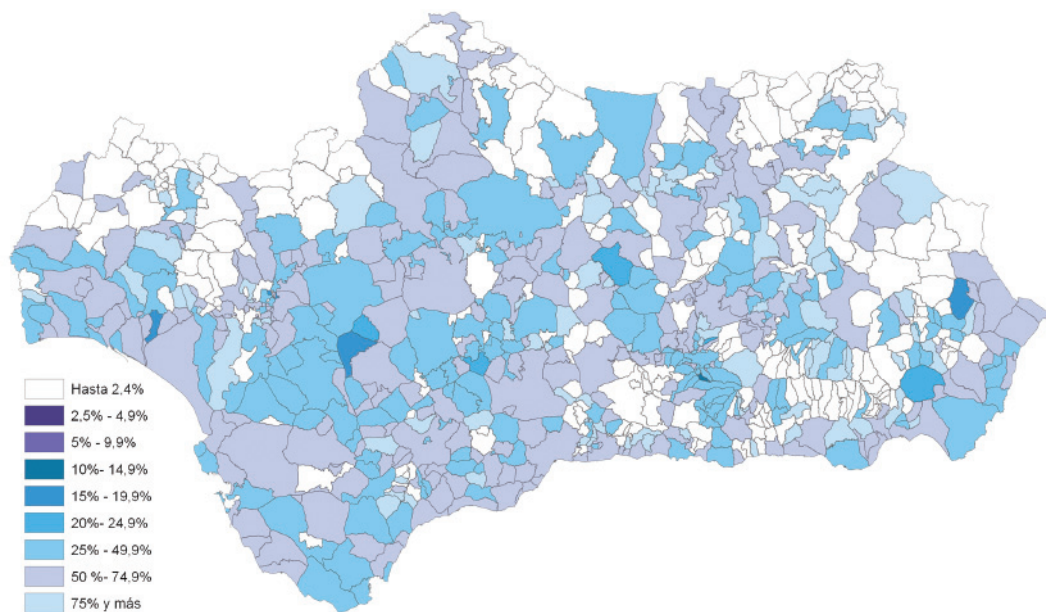 Hasta 2.4%
2,5% - 4,9%
5% - 9,9%
10%- 14,9%
15% - 19,9%
20%- 24,9%
25% - 49,9%
50 %- 74,9%
75% y más